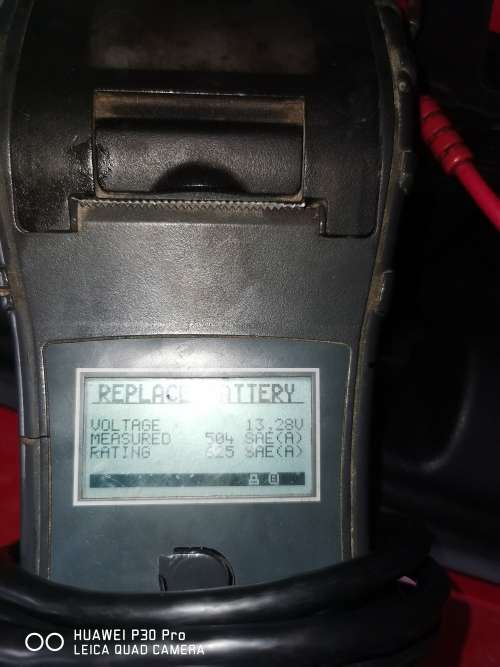 REPLACE BATTERY
VOLTAGE 13.28V
MEASURED 504 SAE(A)
RATING 625 SAE(A)
HUAWEI P30 Pro
LEICA QUAD CAMERA